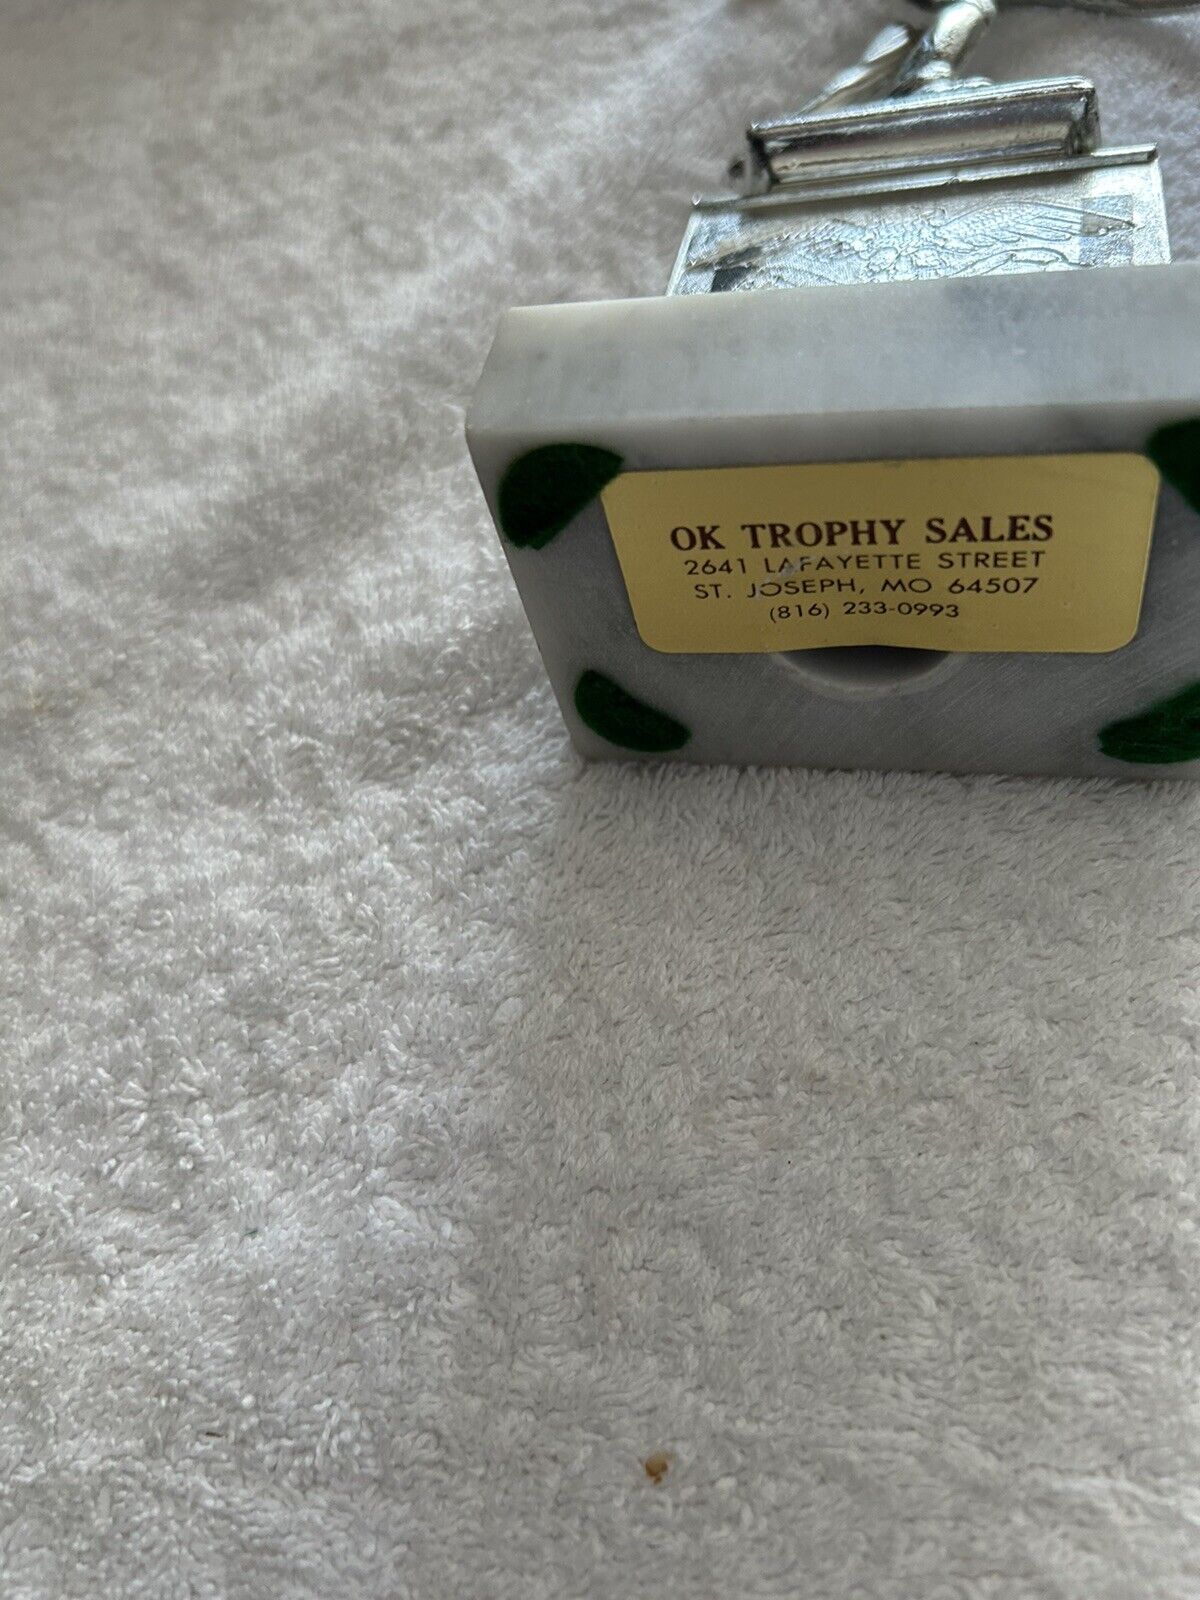 OK TROPHY SALES
2641 LAFAYETTE STREET
ST. JOSEPH, MO 64507
(816) 233-0993